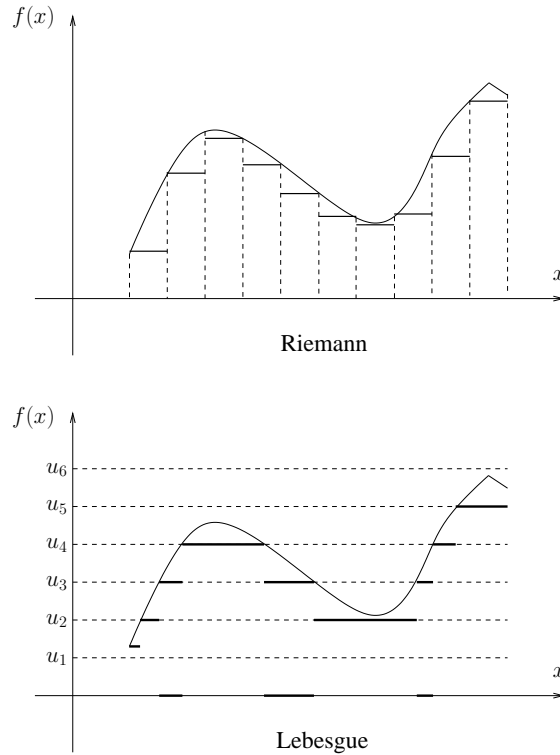 f(x)
x
Riemann
f(x)
u₆
u₅
u₄
u₃
u₂
u₁
x
Lebesgue